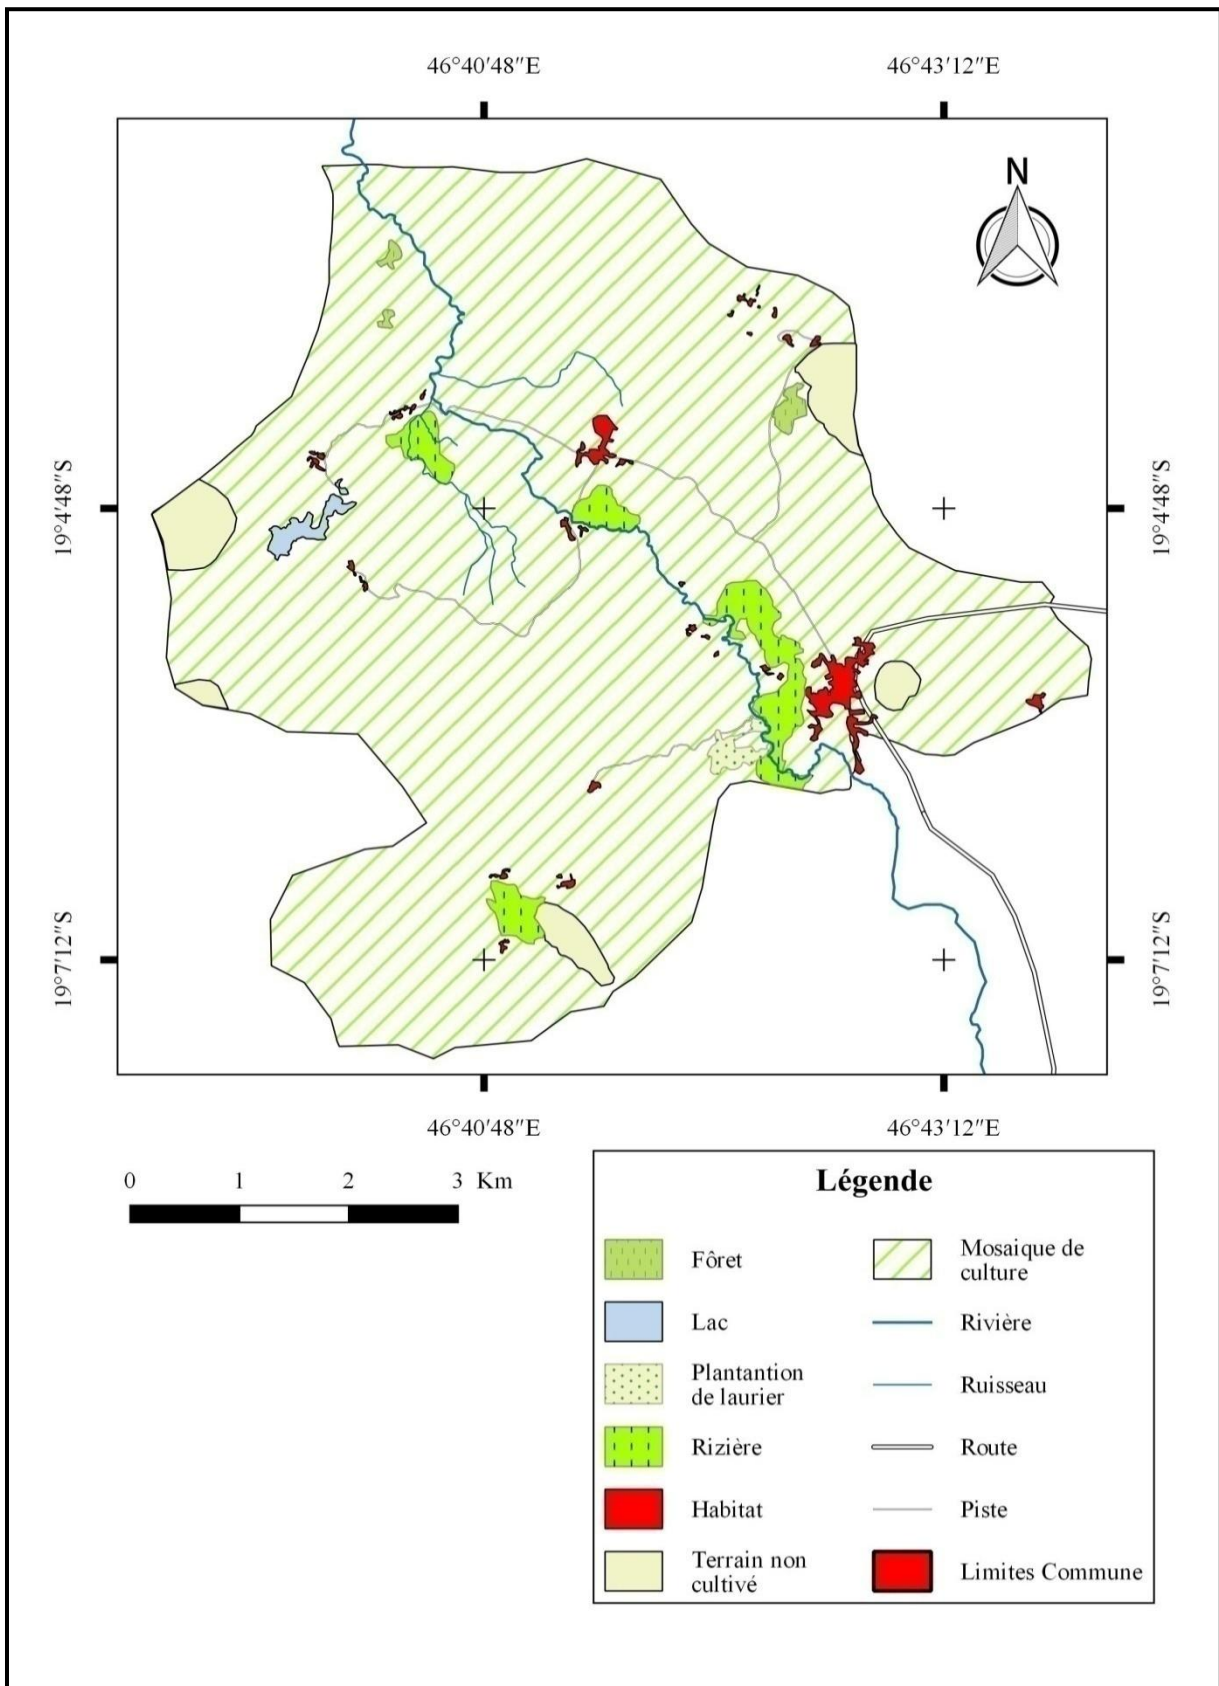 46°40'48"E 46°43'12"E
N
19°4'48"S 19°4'48"S
19°7'12"S 19°7'12"S
46°40'48"E 46°43'12"E
0 1 2 3 Km
Légende
Fôret
Lac
Plantantion
de laurier
Rizière
Habitat
Terrain non
cultivé
Mosaique de
culture
Rivière
Ruisseau
Route
Piste
Limites Commune